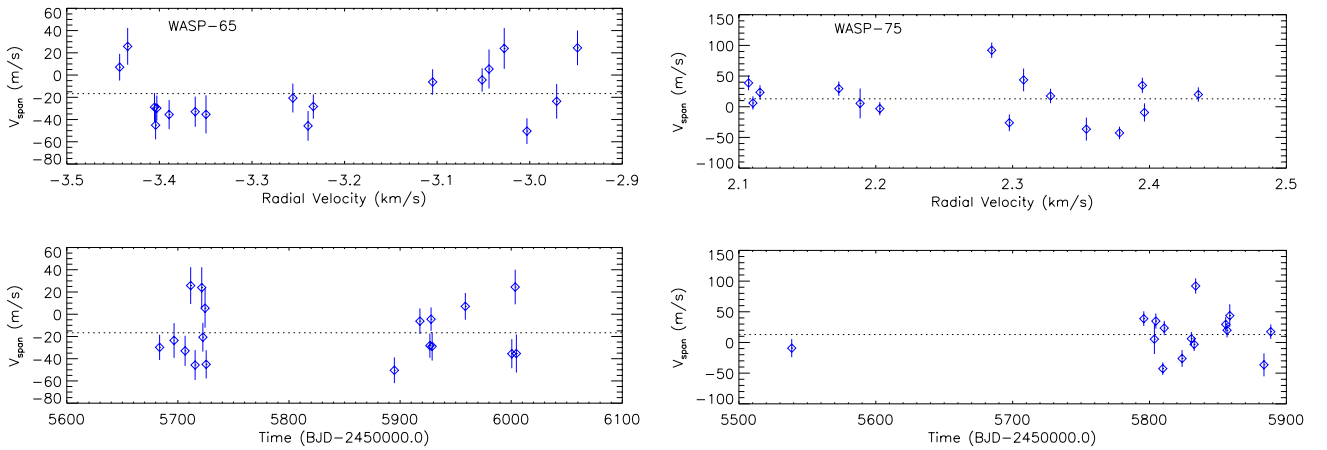 WASP-65
60
40
20
0
-20
-40
-60
-80
V_span (m/s)
-3.5 -3.4 -3.3 -3.2 -3.1 -3.0 -2.9
Radial Velocity (km/s)
WASP-75
150
100
50
0
-50
-100
V_span (m/s)
2.1 2.2 2.3 2.4 2.5
Radial Velocity (km/s)
60
40
20
0
-20
-40
-60
-80
V_span (m/s)
5600 5700 5800 5900 6000 6100
Time (BJD-2450000.0)
150
100
50
0
-50
-100
V_span (m/s)
5500 5600 5700 5800 5900
Time (BJD-2450000.0)